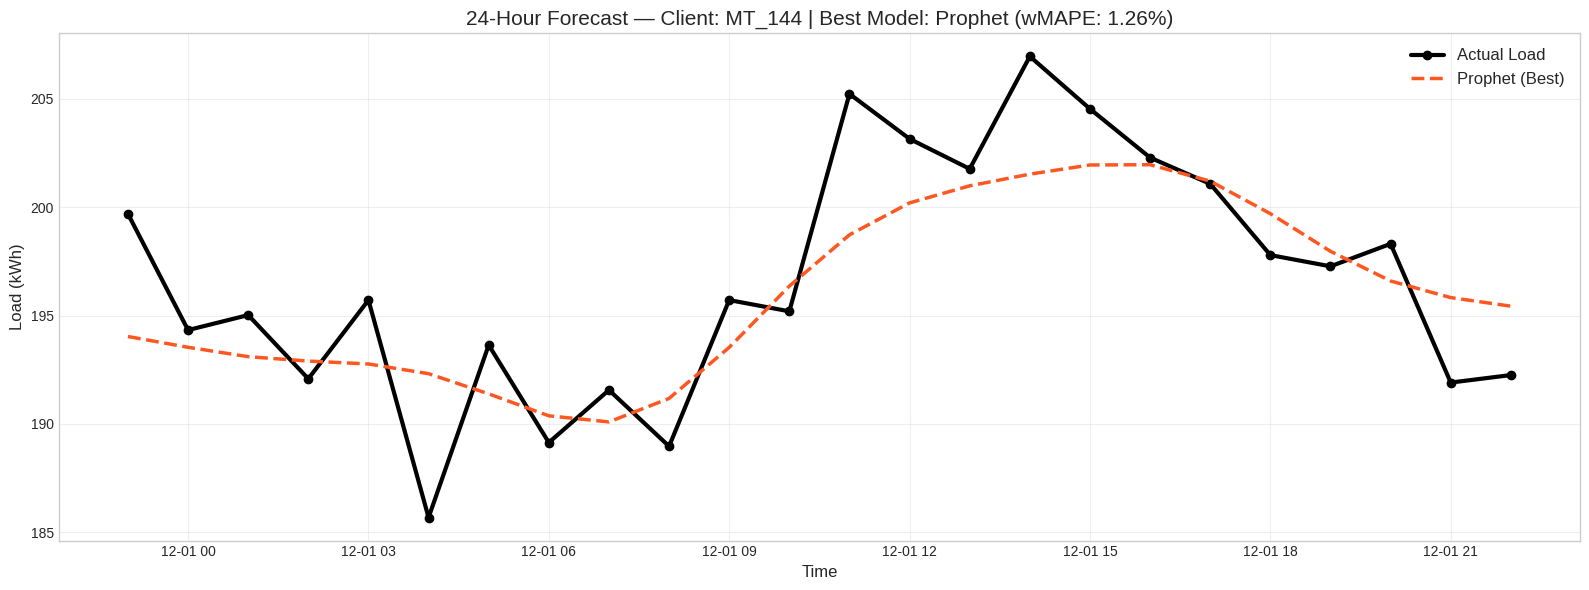 24-Hour Forecast — Client: MT_144 | Best Model: Prophet (wMAPE: 1.26%)
Actual Load
Prophet (Best)
Load (kWh)
205
200
195
190
185
12-01 00 12-01 03 12-01 06 12-01 09 12-01 12 12-01 15 12-01 18 12-01 21
Time